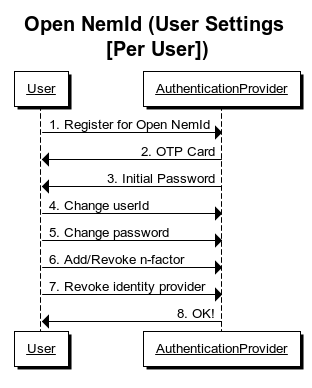 Open NemId (User Settings
[Per User])
User
AuthenticationProvider
1. Register for Open NemId
2. OTP Card
3. Initial Password
4. Change userId
5. Change password
6. Add/Revoke n-factor
7. Revoke identity provider
8. OK!
User
AuthenticationProvider